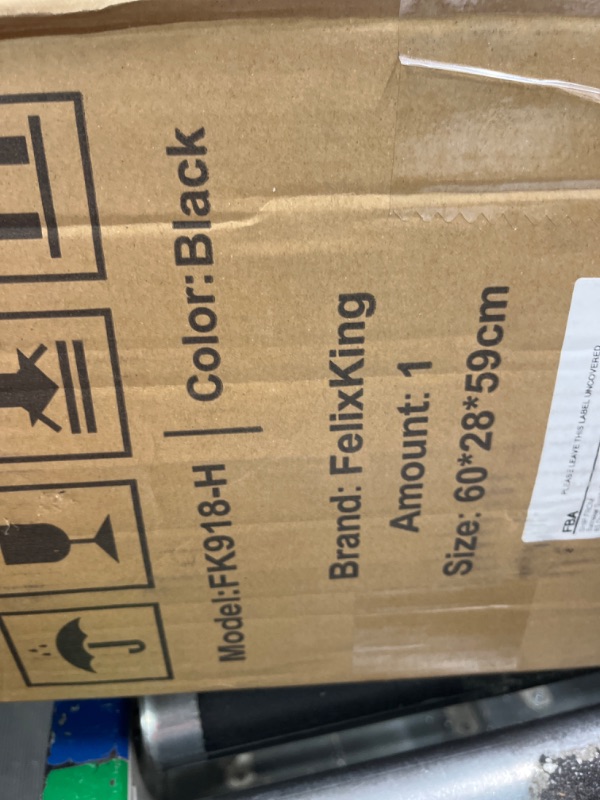 Model:FK918-H | Color:Black
Brand: FelixKing
Amount: 1
Size: 60*28*59cm
FBA
PLEASE LEAVE THIS LABEL UNCOVERED